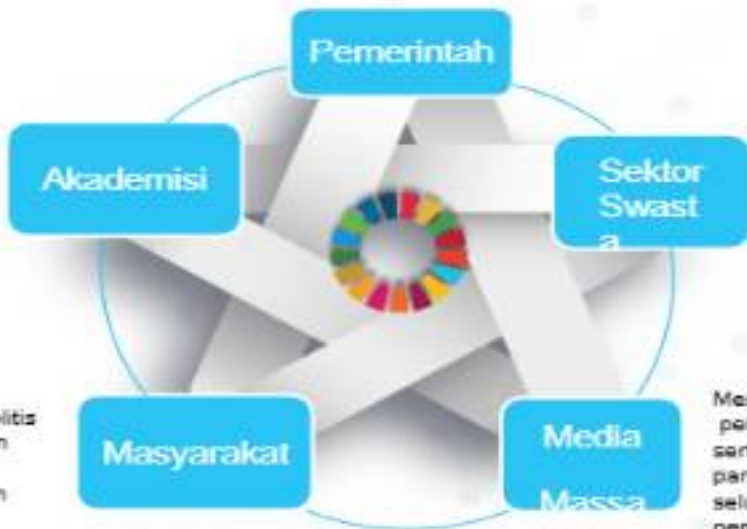 Pemerintah
Akademisi
Sektor
Swast
a
Masyarakat
Media
Massa